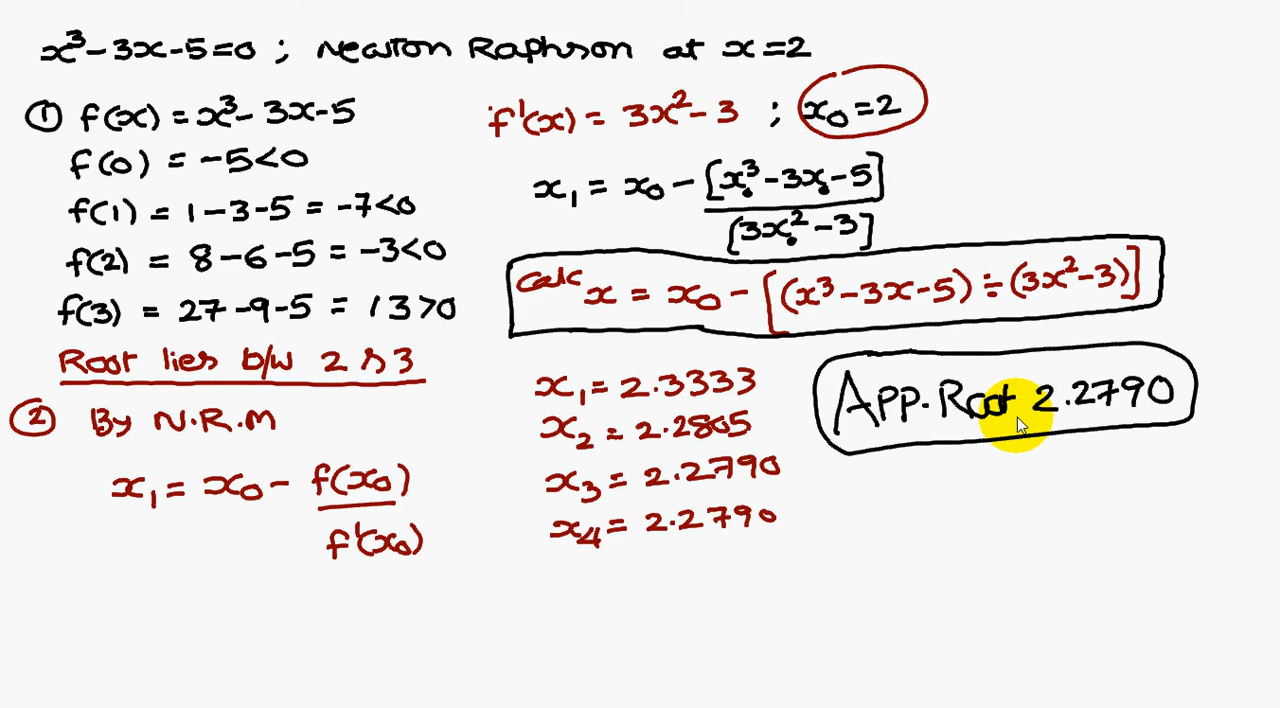 x³-3x-5=0 ; Newton Raphson at x=2
① f(x) = x³-3x-5
f(0) = -5<0
f(1) = 1-3-5 = -7<0
f(2) = 8-6-5 = -3<0
f(3) = 27-9-5 = 13>0
Root lies b/w 2 & 3
② By N.R.M
x₁ = x₀ - f(x₀)
f'(x₀)
f'(x) = 3x²-3 ; x₀=2
x₁ = x₀ - [x₀³-3x₀-5]
[3x₀²-3]
Calc x = x₀ - [(x³-3x-5) ÷ (3x²-3)]
x₁ = 2.3333
x₂ = 2.2805
x₃ = 2.2790
x₄ = 2.2790
App. Root 2.2790